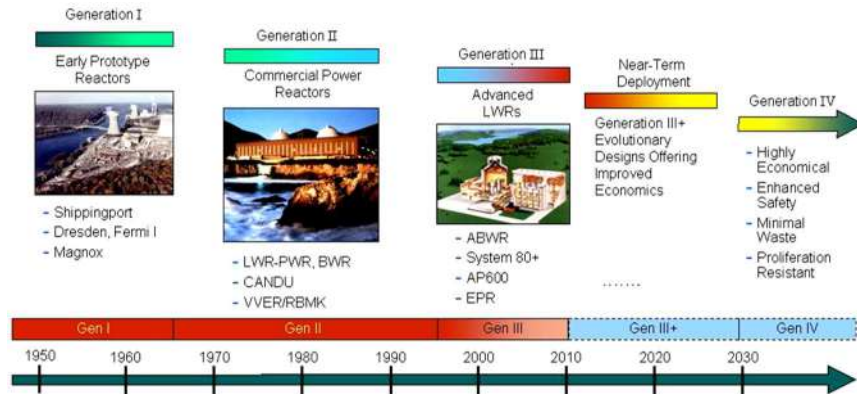 Generation I
Early Prototype
Reactors
- Shippingport
- Dresden, Fermi I
- Magnox
Generation II
Commercial Power
Reactors
- LWR-PWR, BWR
- CANDU
- VVER/RBMK
Generation III
Advanced
LWRs
- ABWR
- System 80+
- AP600
- EPR
Near-Term
Deployment
Generation III+
Evolutionary
Designs Offering
Improved
Economics
.......
Generation IV
- Highly
Economical
- Enhanced
Safety
- Minimal
Waste
- Proliferation
Resistant
Gen I Gen II Gen III Gen III+ Gen IV
1950 1960 1970 1980 1990 2000 2010 2020 2030